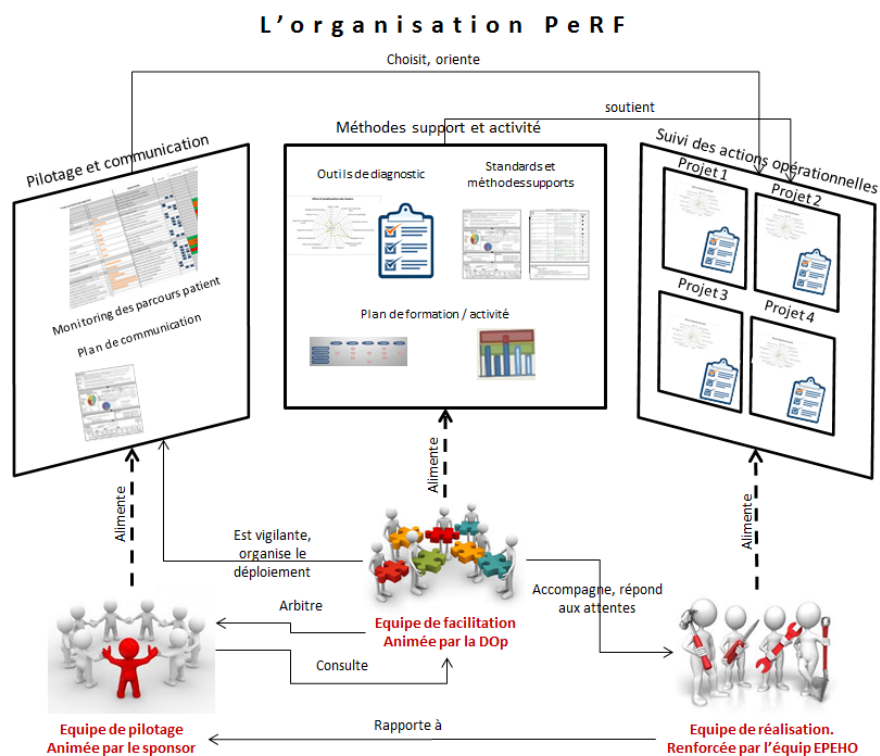 L'organisation PeRF
Choisit, oriente
soutient
Pilotage et communication
Méthodes support et activité
Suivi des actions opérationnelles
Outils de diagnostic
Standards et
méthodes supports
Projet 1
Projet 2
Monitoring des parcours patient
Plan de communication
Plan de formation / activité
Projet 3
Projet 4
Alimente
Alimente
Alimente
Est vigilante,
organise le
déploiement
Accompagne, répond
aux attentes
Arbitre
Equipe de facilitation
Animée par la DOp
Consulte
Equipe de pilotage
Animée par le sponsor
Rapporte à
Equipe de réalisation.
Renforcée par l'équip EPEHO